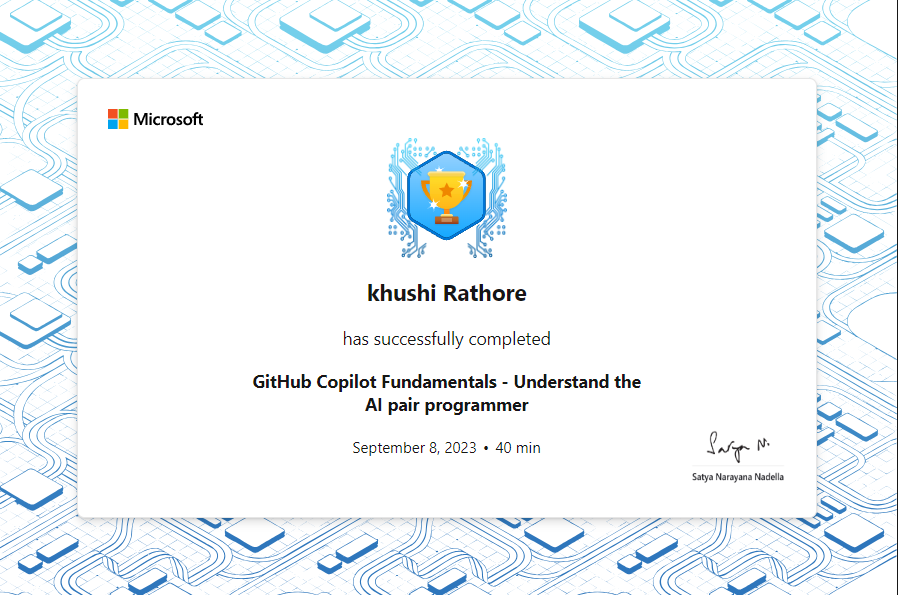 Microsoft
khushi Rathore
has successfully completed
GitHub Copilot Fundamentals - Understand the
AI pair programmer
September 8, 2023 • 40 min
Satya N.
Satya Narayana Nadella